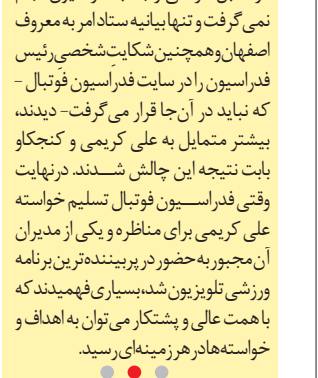 نمی‌گرفت و تنها بیانیه ستاد امر به معروف
اصفهان و همچنین شکایتِ شخصی رئیس
فدراسیون را در سایت فدراسیون فوتبال -
که نباید در آن‌جا قرار می‌گرفت- دیدند،
بیشتر متمایل به علی کریمی و کنجکاو
بابت نتیجه این چالش شدند. درنهایت
وقتی فدراسیون فوتبال تسلیم خواسته
علی کریمی برای مناظره و یکی از مدیران
آن مجبور به حضور در پربیننده‌ترین برنامه
ورزشی تلویزیون شد، بسیاری فهمیدند که
با همت عالی و پشتکار می‌توان به اهداف و
خواسته‌ها در هر زمینه‌ای رسید.